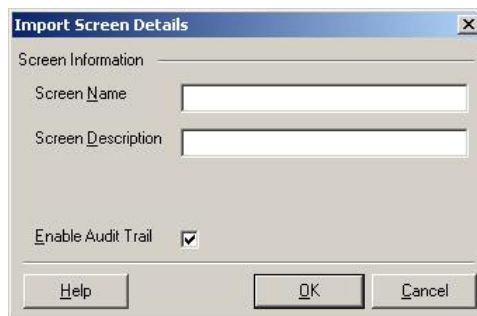 Import Screen Details
Screen Information
Screen Name
Screen Description
Enable Audit Trail
Help OK Cancel